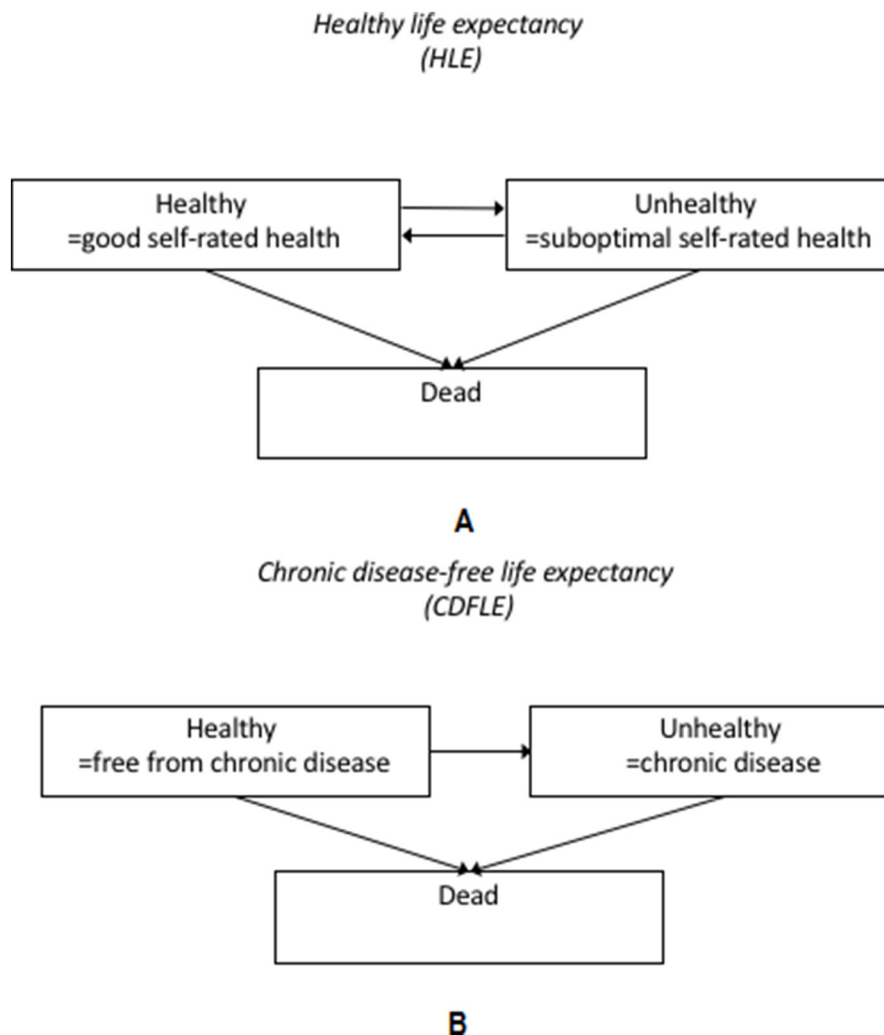 Healthy life expectancy
(HLE)
Healthy
=good self-rated health
Unhealthy
=suboptimal self-rated health
Dead
A
Chronic disease-free life expectancy
(CDFLE)
Healthy
=free from chronic disease
Unhealthy
=chronic disease
Dead
B